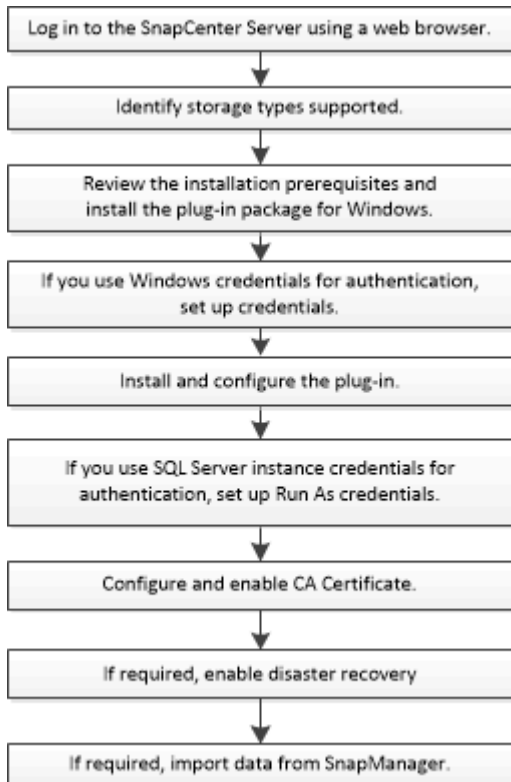 Log in to the SnapCenter Server using a web browser.
Identify storage types supported.
Review the installation prerequisites and
install the plug-in package for Windows.
If you use Windows credentials for authentication,
set up credentials.
Install and configure the plug-in.
If you use SQL Server instance credentials for
authentication, set up Run As credentials.
Configure and enable CA Certificate.
If required, enable disaster recovery
If required, import data from SnapManager.